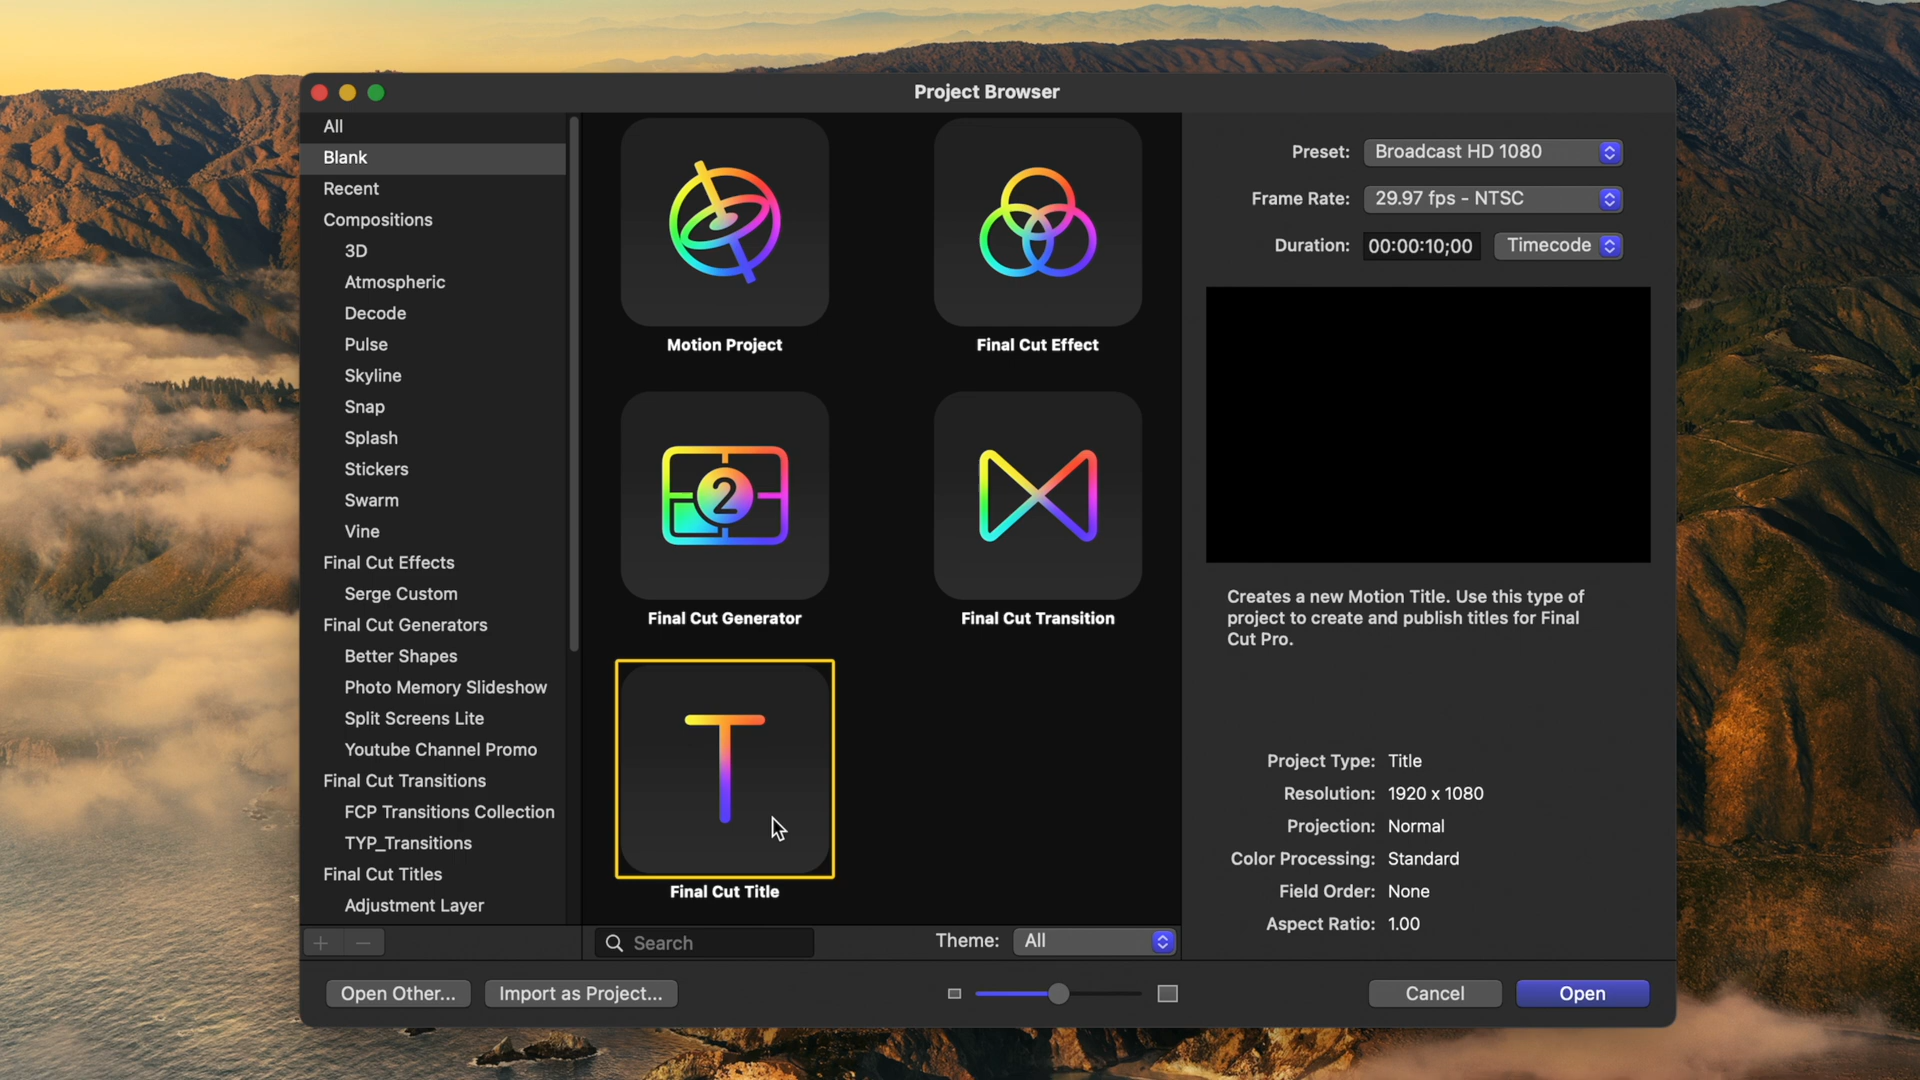 Project Browser
All
Blank
Recent
Compositions
3D
Atmospheric
Decode
Pulse
Skyline
Snap
Splash
Stickers
Swarm
Vine
Final Cut Effects
Serge Custom
Final Cut Generators
Better Shapes
Photo Memory Slideshow
Split Screens Lite
Youtube Channel Promo
Final Cut Transitions
FCP Transitions Collection
TYP_Transitions
Final Cut Titles
Adjustment Layer
Motion Project
Final Cut Effect
2
Final Cut Generator
Final Cut Transition
T
Final Cut Title
Search
Theme: All
Preset: Broadcast HD 1080
Frame Rate: 29.97 fps - NTSC
Duration: 00:00:10;00 Timecode
Creates a new Motion Title. Use this type of
project to create and publish titles for Final
Cut Pro.
Project Type: Title
Resolution: 1920 x 1080
Projection: Normal
Color Processing: Standard
Field Order: None
Aspect Ratio: 1.00
Open Other...
Import as Project...
Cancel
Open